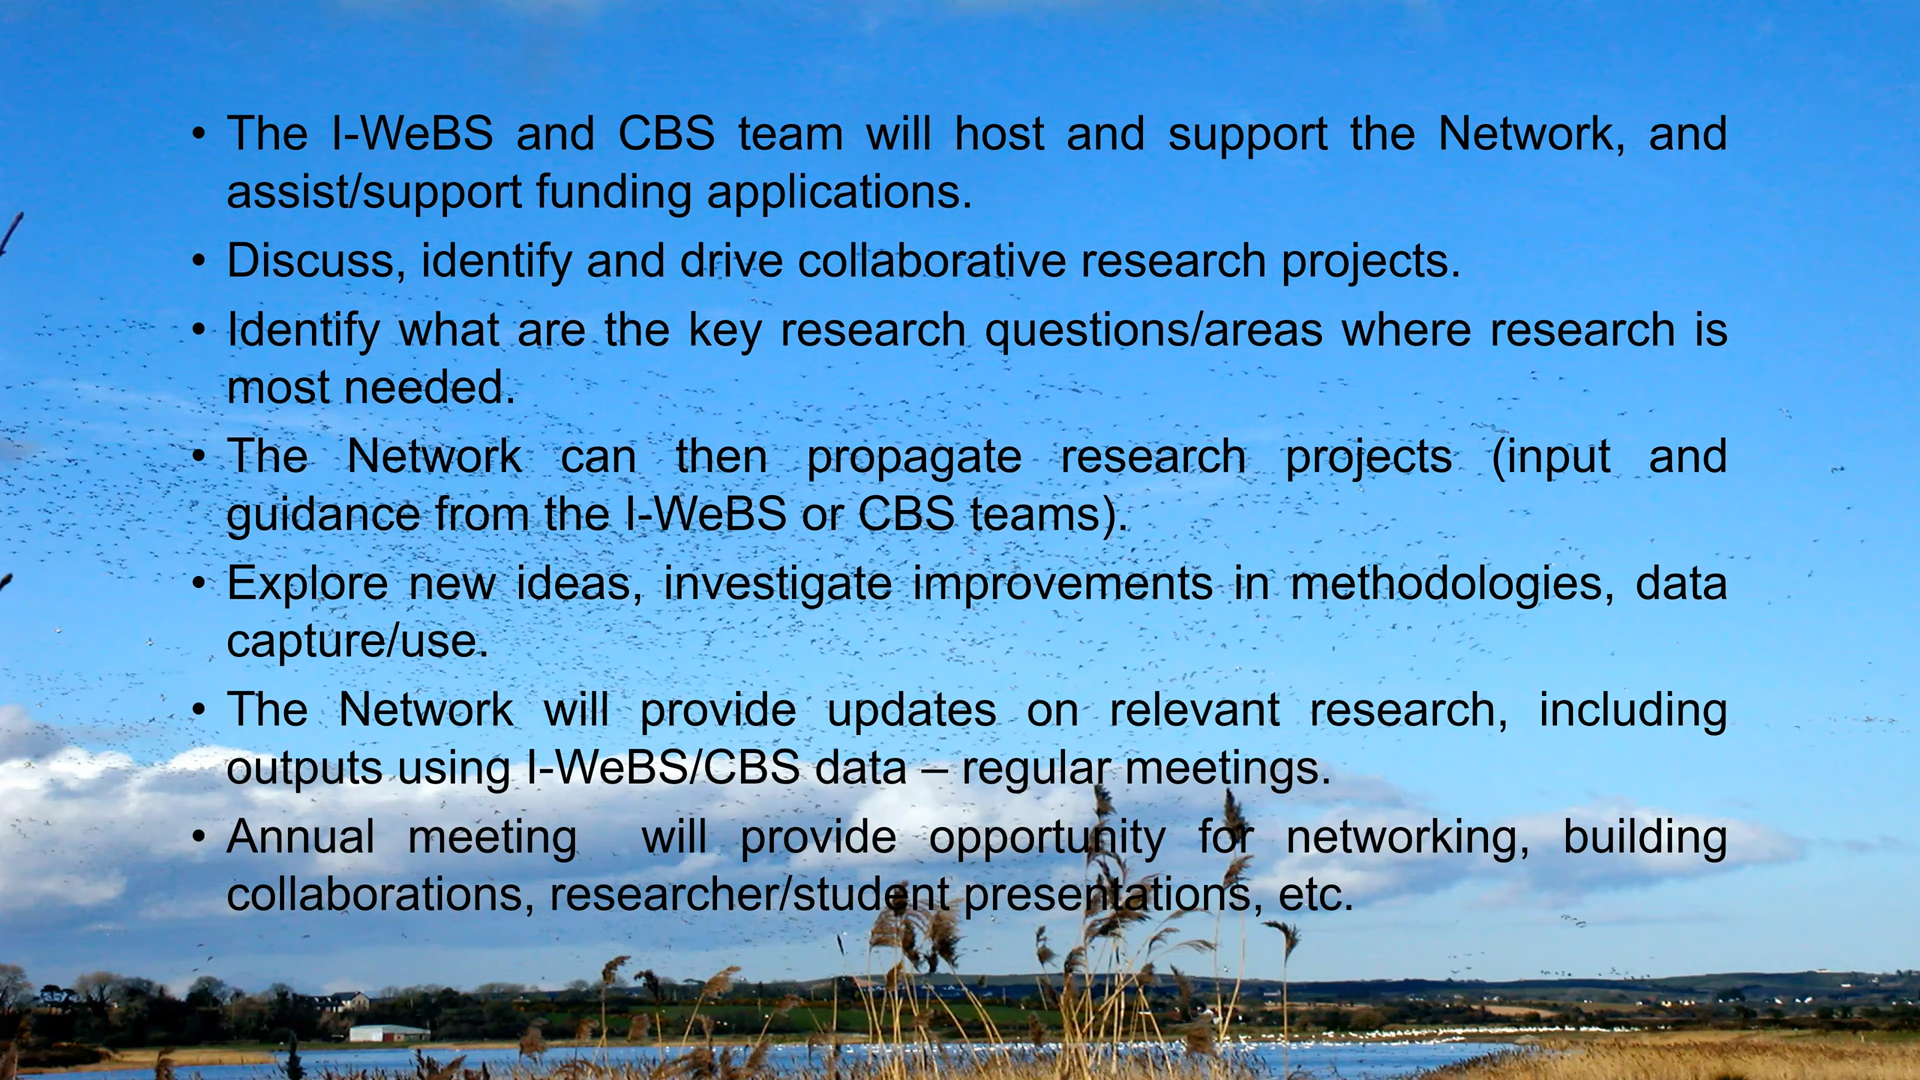 • The I-WeBS and CBS team will host and support the Network, and
assist/support funding applications.
• Discuss, identify and drive collaborative research projects.
• Identify what are the key research questions/areas where research is
most needed.
• The Network can then propagate research projects (input and
guidance from the I-WeBS or CBS teams).
• Explore new ideas, investigate improvements in methodologies, data
capture/use.
• The Network will provide updates on relevant research, including
outputs using I-WeBS/CBS data – regular meetings.
• Annual meeting will provide opportunity for networking, building
collaborations, researcher/student presentations, etc.